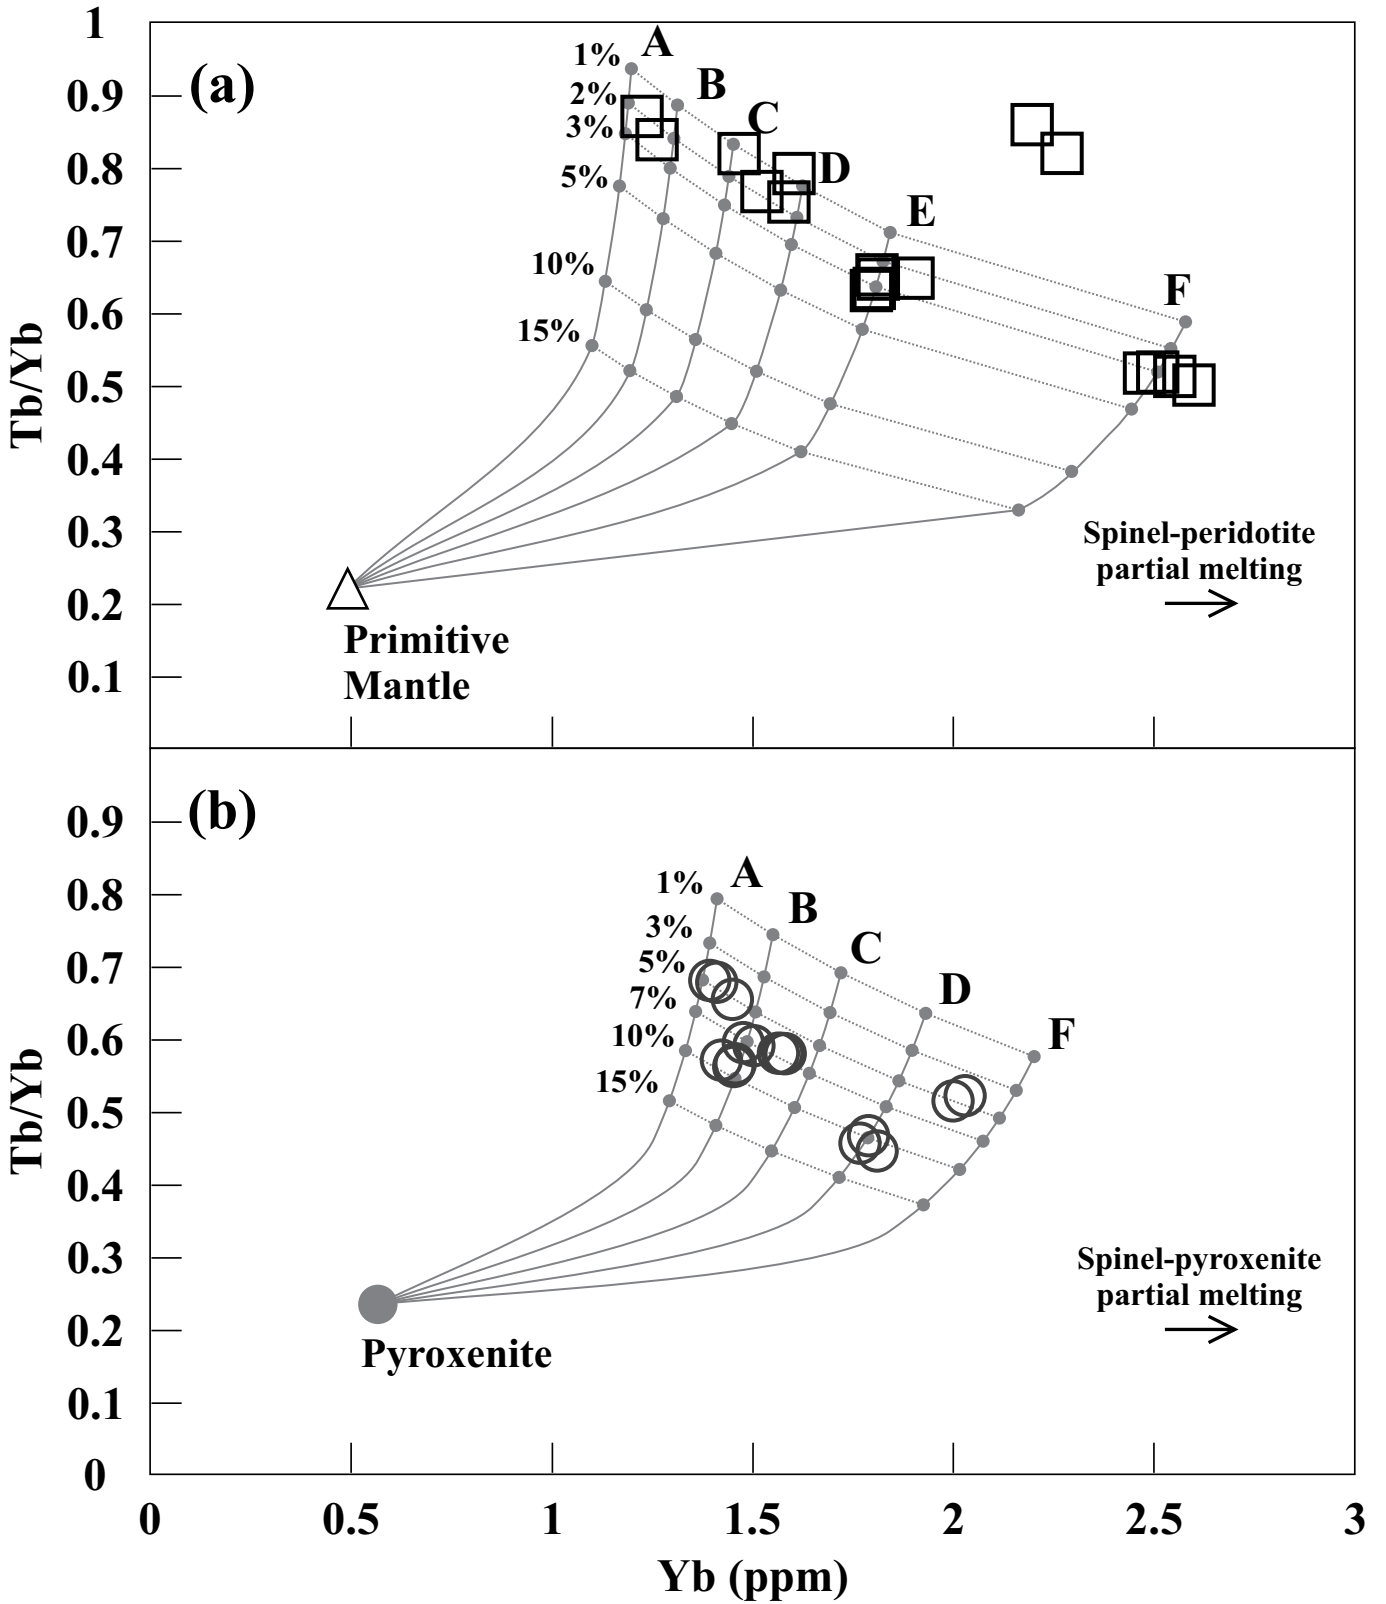 1
0.9
0.8
0.7
0.6
0.5
0.4
0.3
0.2
0.1
Tb/Yb
(a)
1%
2%
3%
5%
10%
15%
A
B
C
D
E
F
Primitive
Mantle
Spinel-peridotite
partial melting
0.9
0.8
0.7
0.6
0.5
0.4
0.3
0.2
0.1
0
Tb/Yb
(b)
1%
3%
5%
7%
10%
15%
A
B
C
D
F
Pyroxenite
Spinel-pyroxenite
partial melting
0
0.5
1
1.5
2
2.5
3
Yb (ppm)